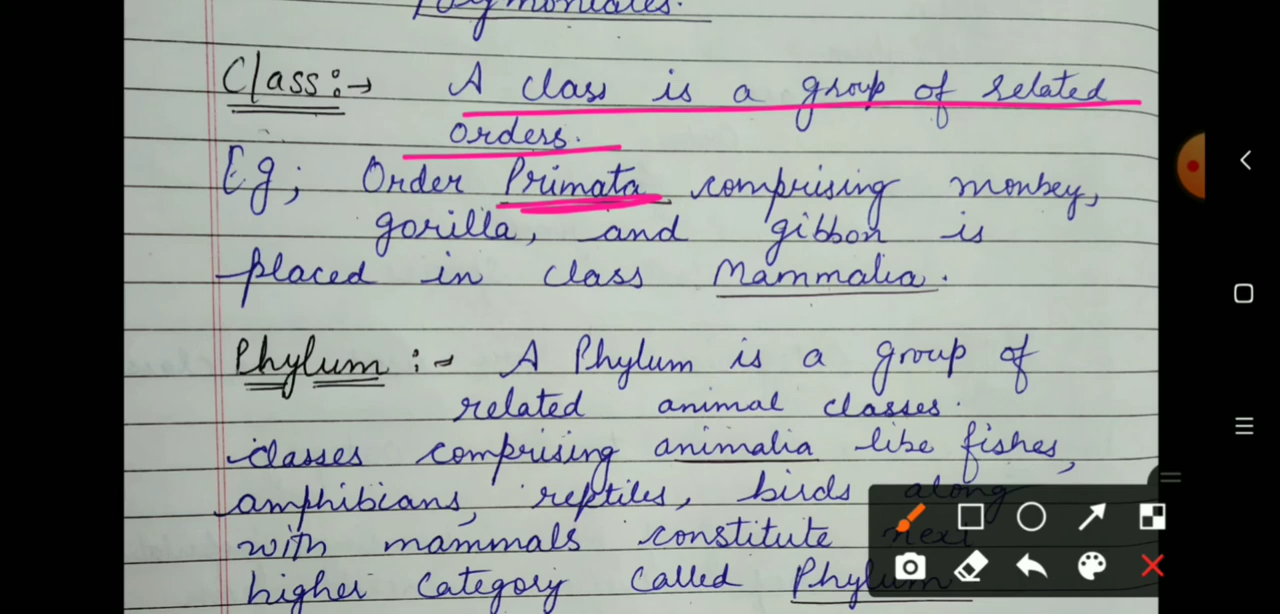 Polymoniales.
Class:→ A class is a group of related
orders.
Eg; Order Primata comprising monkey,
gorilla, and gibbon is
placed in class Mammalia.
Phylum :→ A Phylum is a group of
related animal classes.
classes comprising animalia like fishes,
amphibians, reptiles, birds along
with mammals constitute next
higher category called Phylum